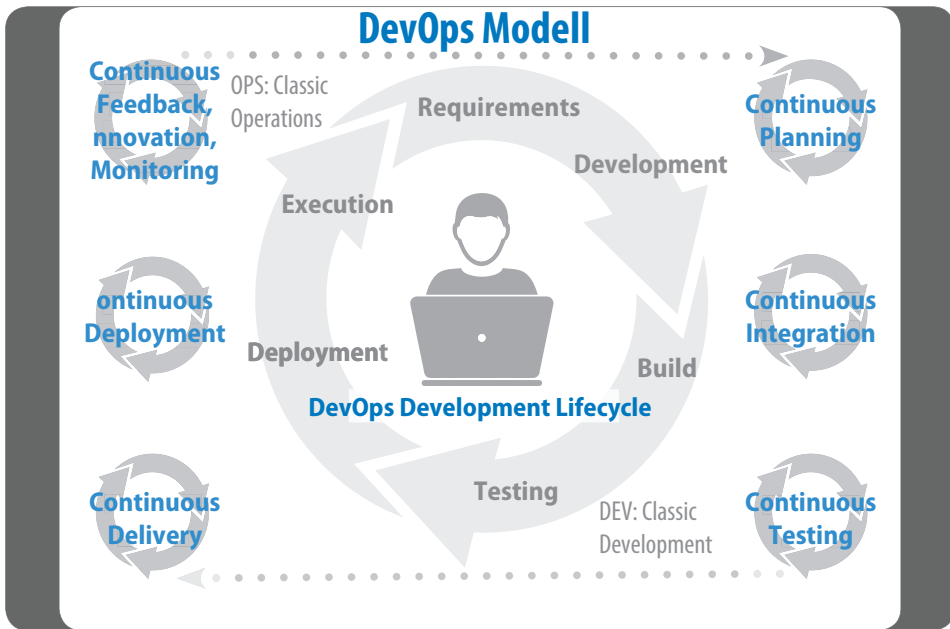 DevOps Modell
Continuous
Feedback,
nnovation,
Monitoring
OPS: Classic
Operations
Requirements
Continuous
Planning
Development
Execution
ontinuous
Deployment
Continuous
Integration
Deployment
Build
DevOps Development Lifecycle
Testing
Continuous
Delivery
DEV: Classic
Development
Continuous
Testing